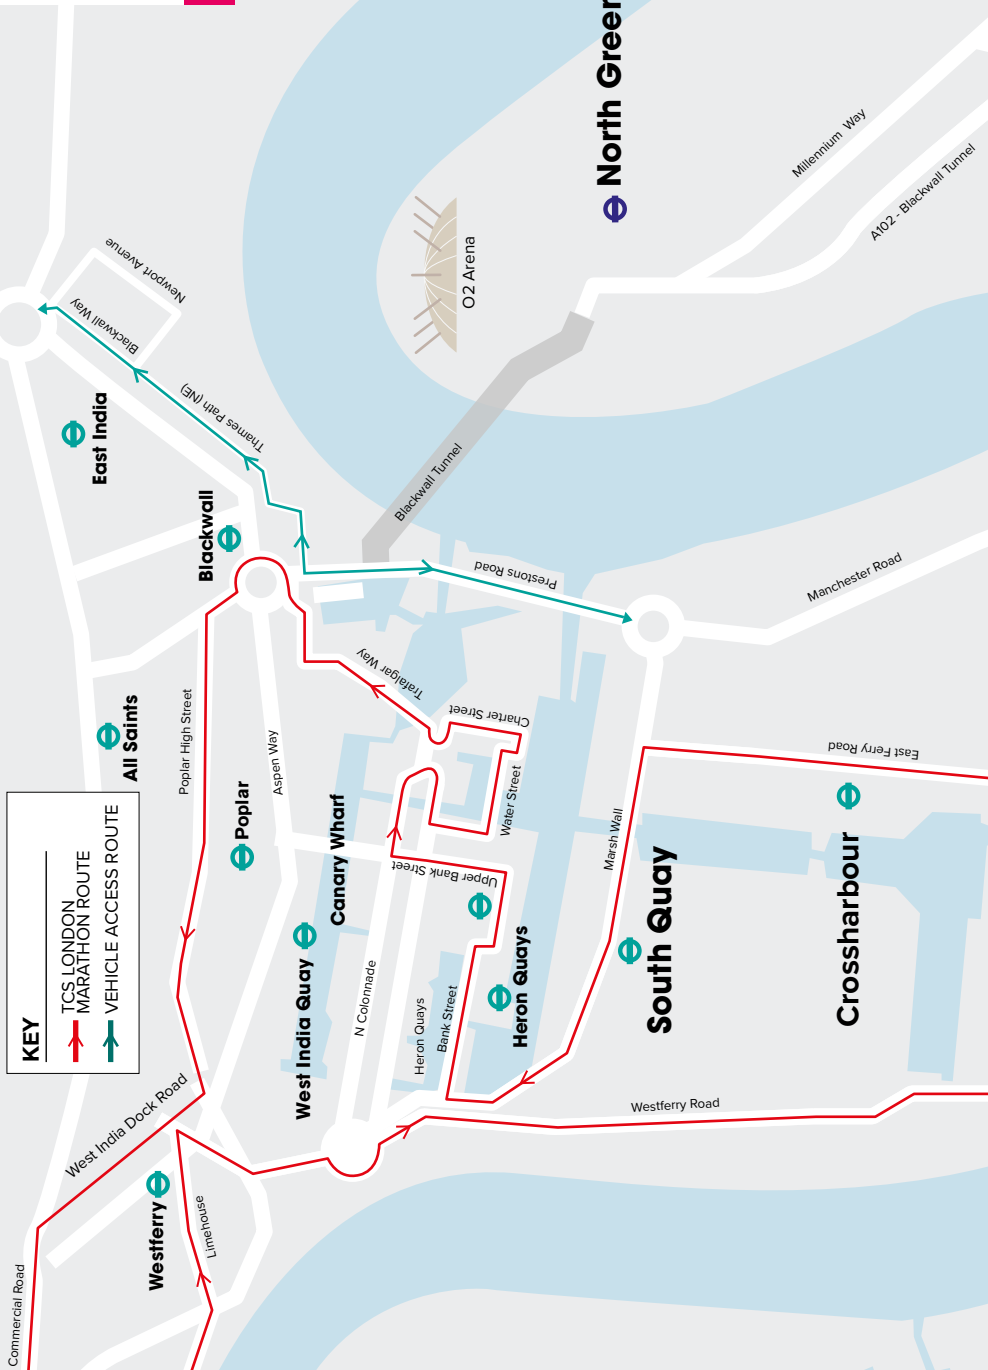 KEY
TCS LONDON
MARATHON ROUTE
VEHICLE ACCESS ROUTE
Commercial Road
West India Dock Road
Westferry
Limehouse
All Saints
Poplar High Street
Poplar
Aspen Way
East India
Blackwall
Newport Avenue
Blackwall Way
Thames Path (NE)
Blackwall Tunnel
O2 Arena
North Green
Millennium Way
A102 - Blackwall Tunnel
Prestons Road
Manchester Road
Trafalgar Way
Charter Street
Water Street
Upper Bank Street
Canary Wharf
West India Quay
N Colonnade
Heron Quays
Bank Street
Heron Quays
Marsh Wall
South Quay
East Ferry Road
Crossharbour
Westferry Road